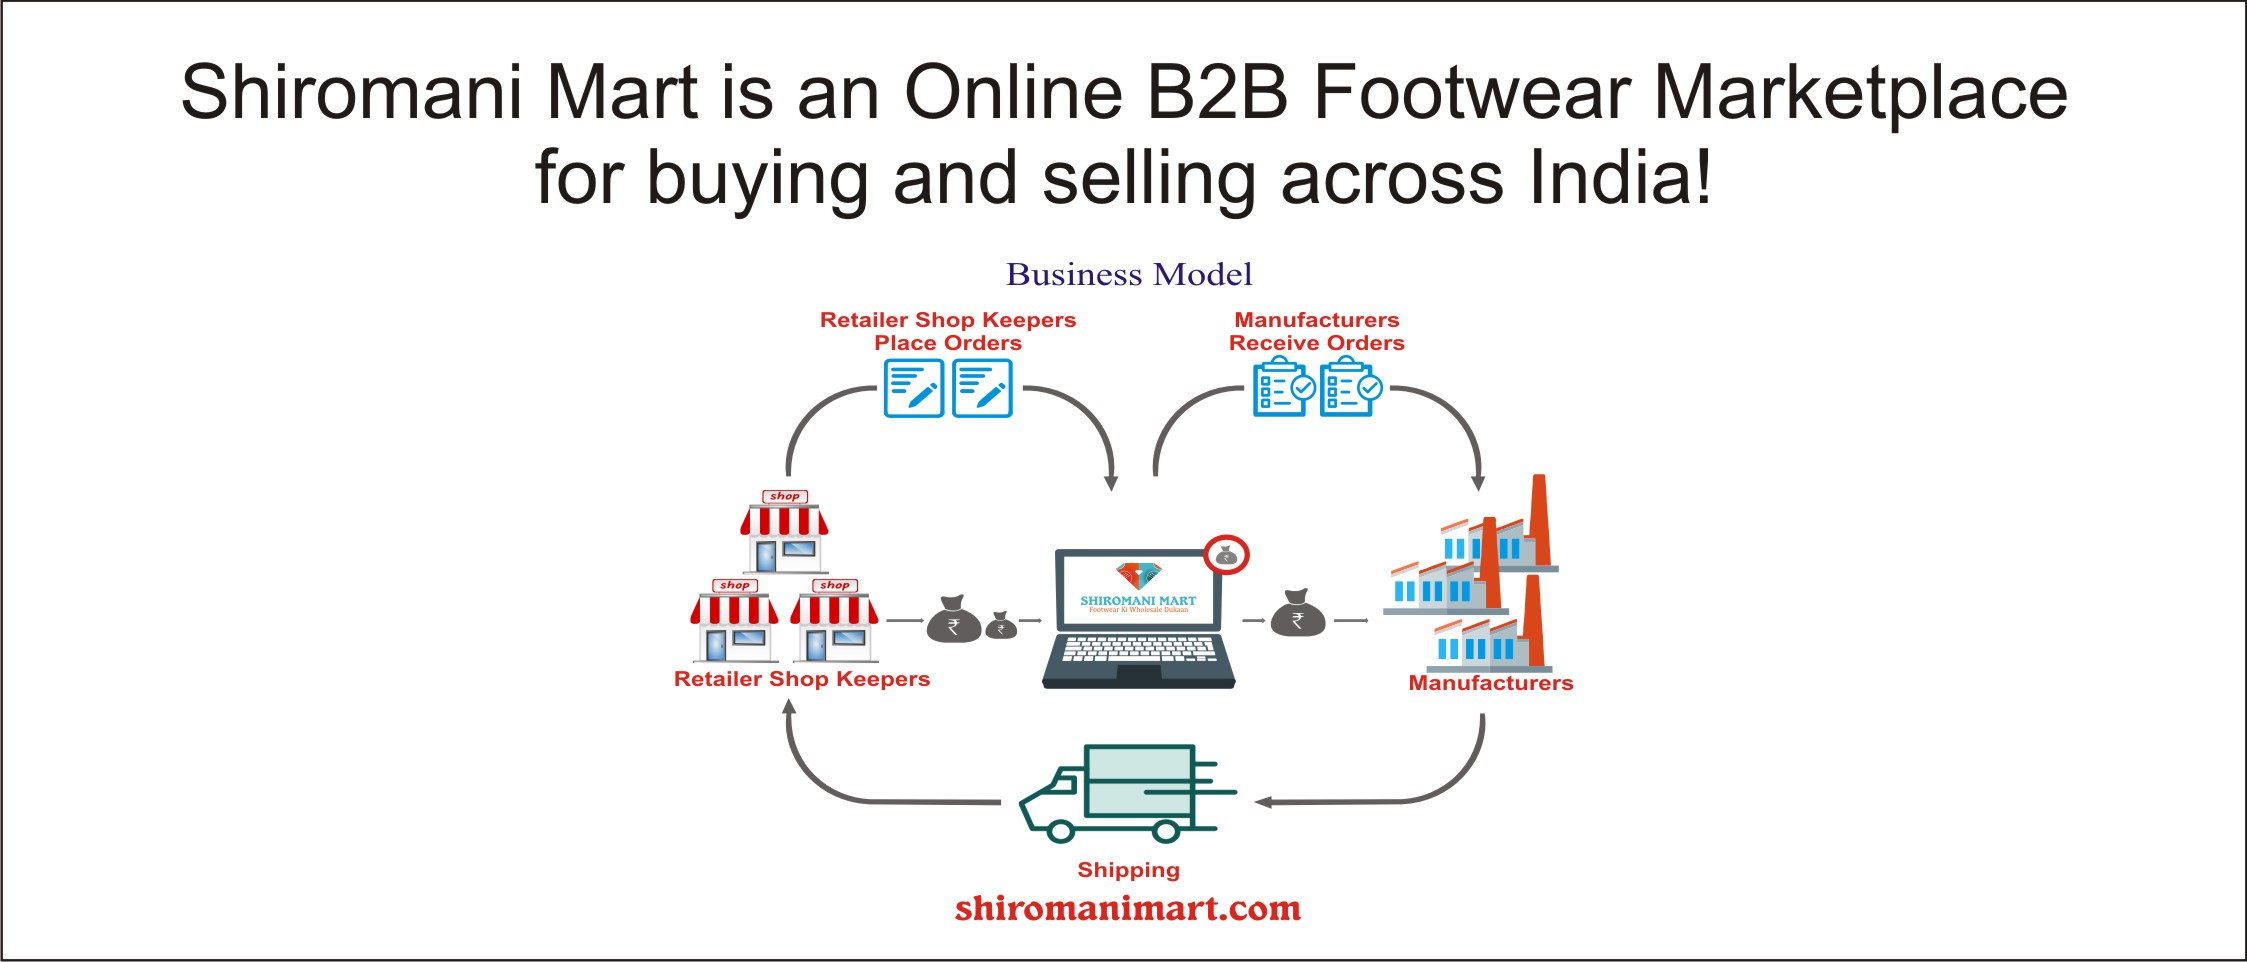 Shiromani Mart is an Online B2B Footwear Marketplace
for buying and selling across India!
Business Model
Retailer Shop Keepers
Place Orders
Manufacturers
Receive Orders
shop
shop
shop
₹
₹
₹
SHIROMANI MART
Footwear Ki Wholesale Dukaan
₹
Retailer Shop Keepers
Manufacturers
Shipping
shiromanimart.com